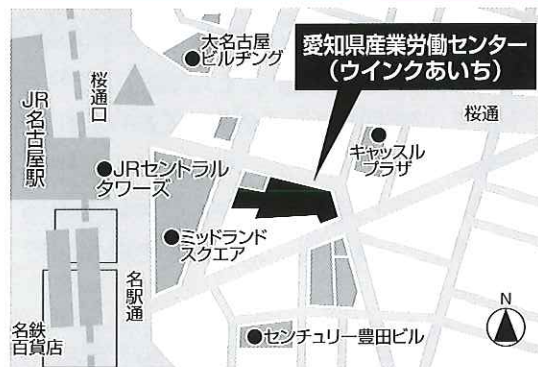 大名古屋
ビルヂング
愛知県産業労働センター
（ウインクあいち）
桜通口
桜通
JR名古屋駅
キャッスル
プラザ
●JRセントラル
タワーズ
●ミッドランド
スクエア
名駅通
N
名鉄
百貨店
●センチュリー豊田ビル